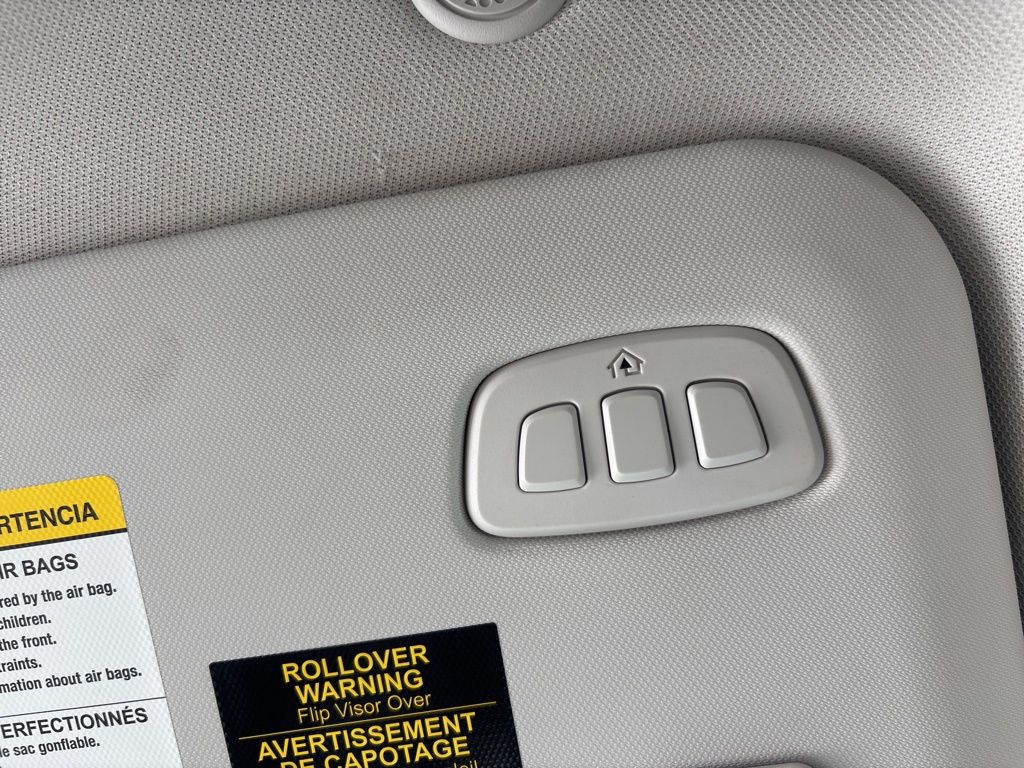 RTENCIA
IR BAGS
red by the air bag.
children.
the front.
raints.
mation about air bags.
ERFECTIONNÉS
le sac gonflable.
ROLLOVER
WARNING
Flip Visor Over
AVERTISSEMENT
DE CAPOTAGE